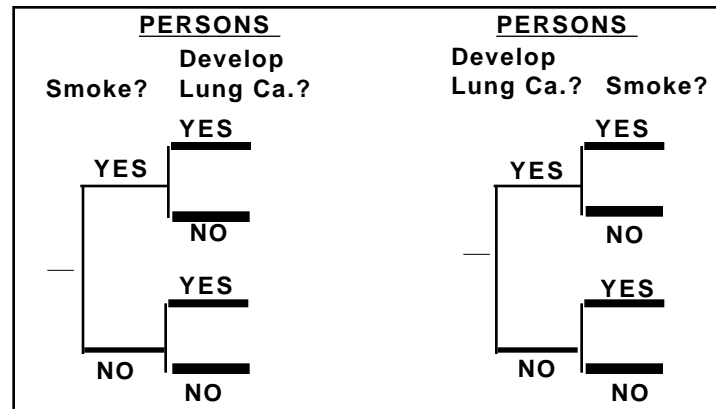 PERSONS
Develop
Smoke? Lung Ca.?
YES
YES
NO
YES
NO
NO
PERSONS
Develop
Lung Ca.? Smoke?
YES
YES
NO
YES
NO
NO